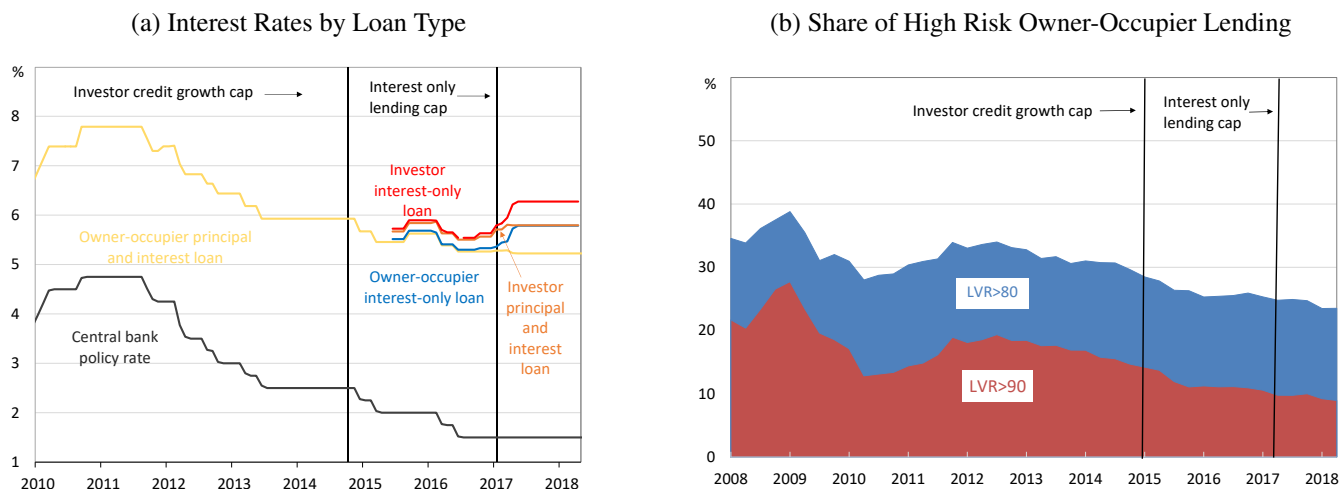 (a) Interest Rates by Loan Type
%
Investor credit growth cap
Interest only
lending cap
8
7
6
5
4
3
2
1
Investor
interest-only
loan
Owner-occupier principal
and interest loan
Owner-occupier
interest-only loan
Investor
principal
and
interest
loan
Central bank
policy rate
2010 2011 2012 2013 2014 2015 2016 2017 2018
(b) Share of High Risk Owner-Occupier Lending
%
Investor credit growth cap
Interest only
lending cap
50
40
30
20
10
0
LVR>80
LVR>90
2008 2009 2010 2011 2012 2013 2014 2015 2016 2017 2018